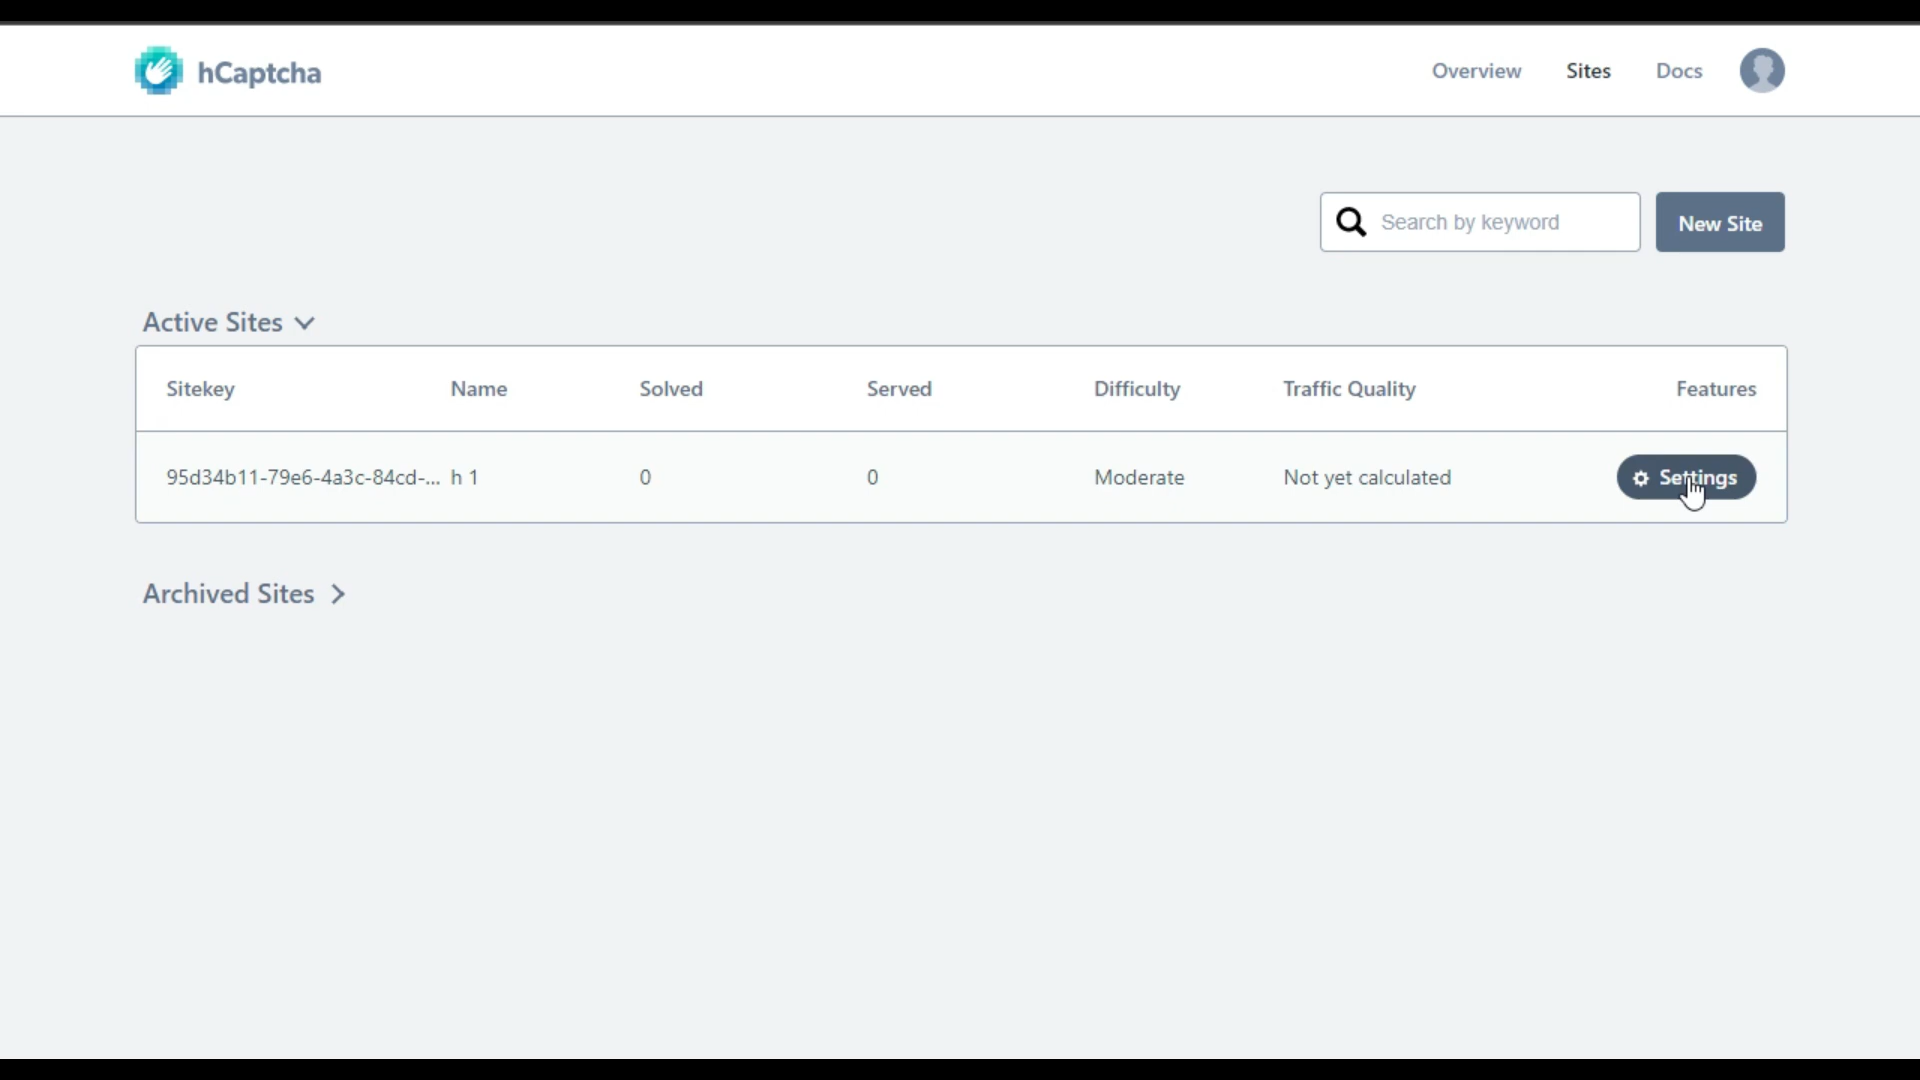 hCaptcha
Overview Sites Docs
Search by keyword New Site
Active Sites
Sitekey Name Solved Served Difficulty Traffic Quality Features
95d34b11-79e6-4a3c-84cd-... h 1 0 0 Moderate Not yet calculated Settings
Archived Sites